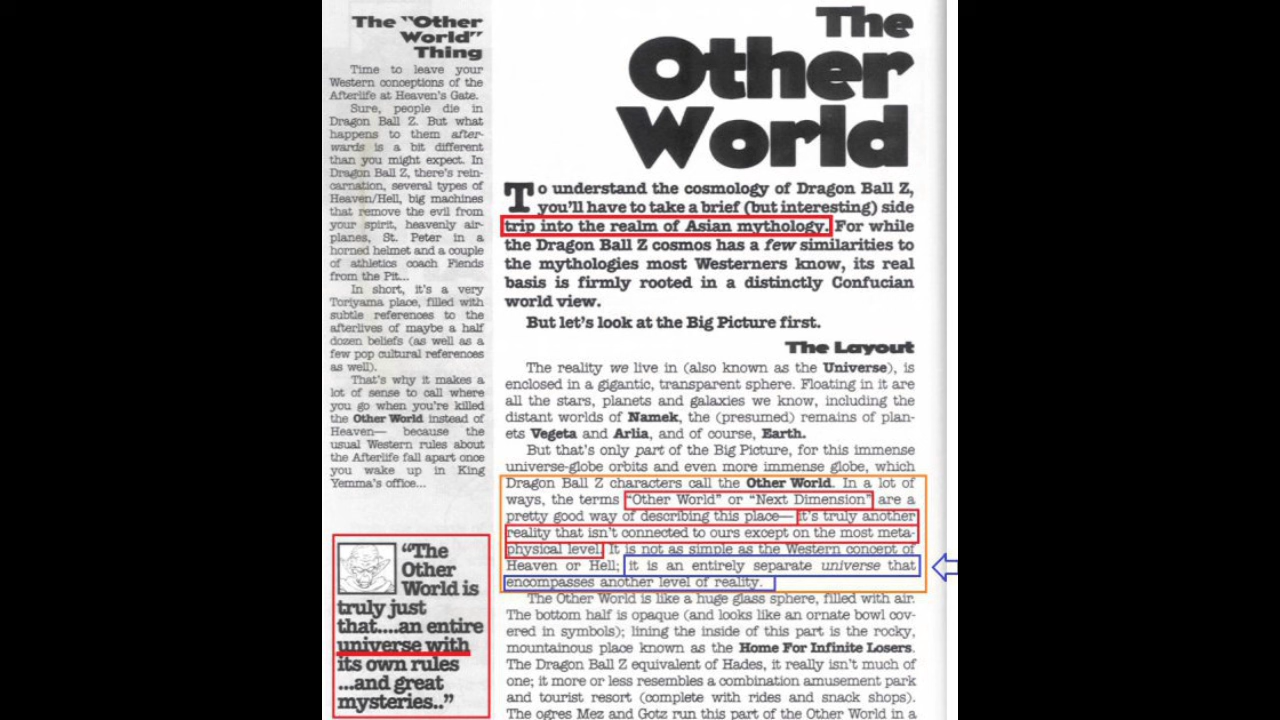 The "Other
World"
Thing
Time to leave your
Western conceptions of the
Afterlife at Heaven's Gate.
Sure, people die in
Dragon Ball Z. But what
happens to them after-
wards is a bit different
than you might expect. In
Dragon Ball Z, there's rein-
carnation, several types of
Heaven/Hell, big machines
that remove the evil from
your spirit, heavenly air-
planes, St. Peter in a
horned helmet and a couple
of athletics coach Fiends
from the Pit...
In short, it's a very
Toriyama place, filled with
subtle references to the
afterlives of maybe a half
dozen beliefs (as well as a
few pop cultural references
as well).
That's why it makes a
lot of sense to call where
you go when you're killed
the Other World instead of
Heaven— because the
usual Western rules about
the Afterlife fall apart once
you wake up in King
Yemma's office...
"The
Other
World is
truly just
that....an entire
universe with
its own rules
...and great
mysteries.."
The
Other
World
To understand the cosmology of Dragon Ball Z,
you'll have to take a brief (but interesting) side
trip into the realm of Asian mythology. For while
the Dragon Ball Z cosmos has a few similarities to
the mythologies most Westerners know, its real
basis is firmly rooted in a distinctly Confucian
world view.
But let's look at the Big Picture first.
The Layout
The reality we live in (also known as the Universe), is
enclosed in a gigantic, transparent sphere. Floating in it are
all the stars, planets and galaxies we know, including the
distant worlds of Namek, the (presumed) remains of plan-
ets Vegeta and Arlia, and of course, Earth.
But that's only part of the Big Picture, for this immense
universe-globe orbits and even more immense globe, which
Dragon Ball Z characters call the Other World. In a lot of
ways, the terms "Other World" or "Next Dimension" are a
pretty good way of describing this place— it's truly another
reality that isn't connected to ours except on the most meta-
physical level. It is not as simple as the Western concept of
Heaven or Hell; it is an entirely separate universe that
encompasses another level of reality.
The Other World is like a huge glass sphere, filled with air.
The bottom half is opaque (and looks like an ornate bowl cov-
ered in symbols); lining the inside of this part is the rocky,
mountainous place known as the Home For Infinite Losers.
The Dragon Ball Z equivalent of Hades, it really isn't much of
one; it more or less resembles a combination amusement park
and tourist resort (complete with rides and snack shops).
The ogres Mez and Gotz run this part of the Other World in a